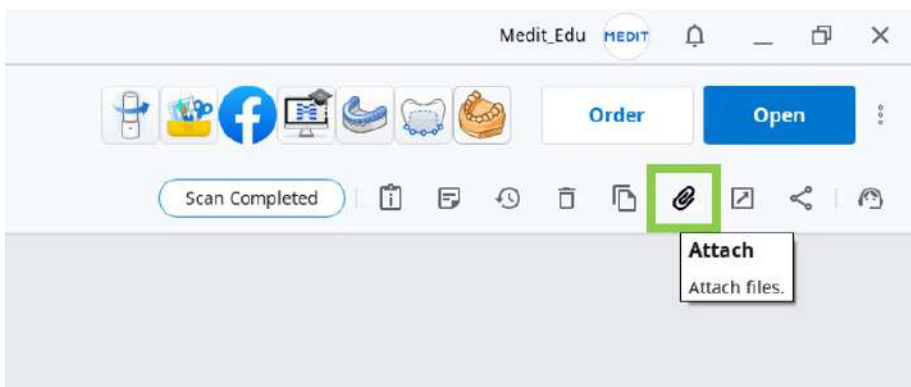 Medit_Edu MEDIT
Order Open
Scan Completed
Attach
Attach files.